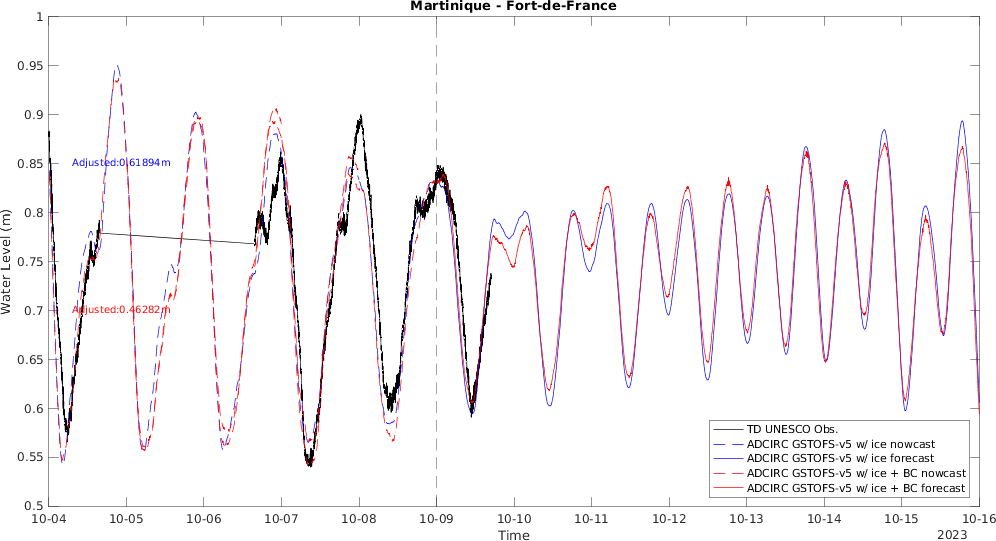 Martinique - Fort-de-France
1
0.95
0.9
0.85
0.8
0.75
0.7
0.65
0.6
0.55
0.5
Water Level (m)
Adjusted:0.61894m
Adjusted:0.46282m
TD UNESCO Obs.
ADCIRC GSTOFS-v5 w/ ice nowcast
ADCIRC GSTOFS-v5 w/ ice forecast
ADCIRC GSTOFS-v5 w/ ice + BC nowcast
ADCIRC GSTOFS-v5 w/ ice + BC forecast
10-04 10-05 10-06 10-07 10-08 10-09 10-10 10-11 10-12 10-13 10-14 10-15 10-16
Time
2023